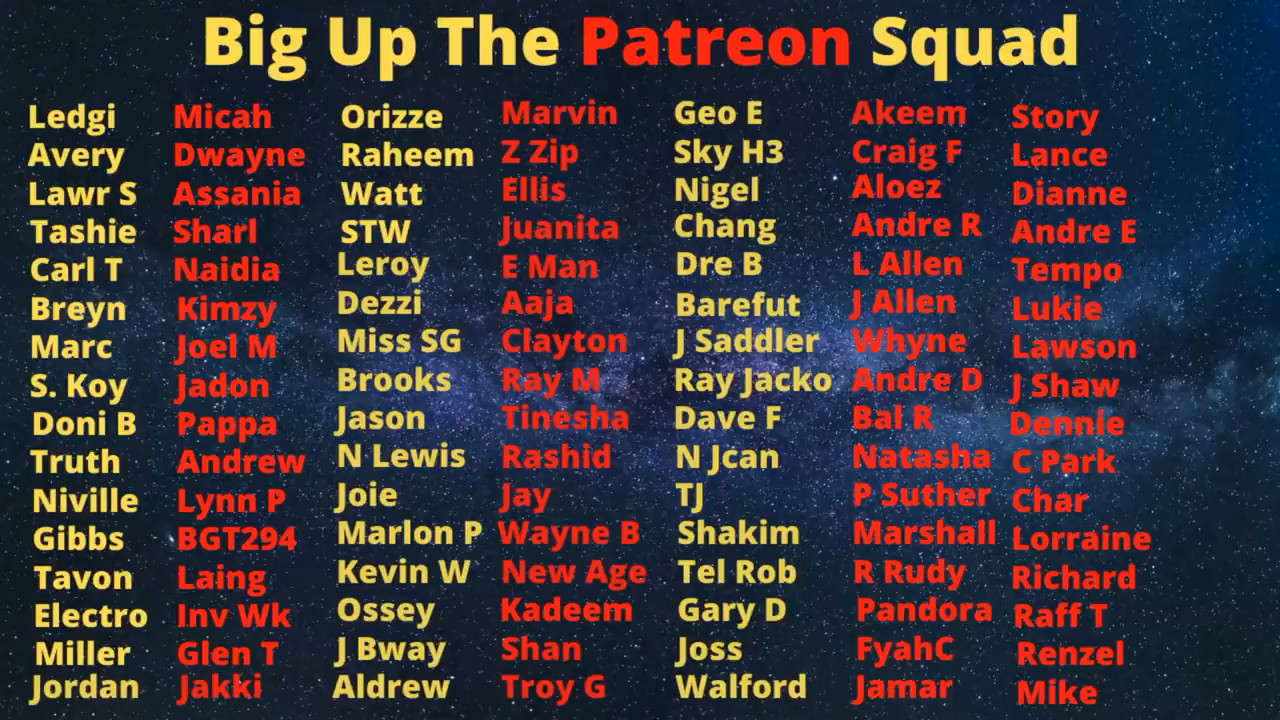 Big Up The Patreon Squad
Ledgi Micah Orizze Marvin Geo E Akeem Story
Avery Dwayne Raheem Z Zip Sky H3 Craig F Lance
Lawr S Assania Watt Ellis Nigel Aloez Dianne
Tashie Sharl STW Juanita Chang Andre R Andre E
Carl T Naidia Leroy E Man Dre B L Allen Tempo
Breyn Kimzy Dezzi Aaja Barefut J Allen Lukie
Marc Joel M Miss SG Clayton J Saddler Whyne Lawson
S. Koy Jadon Brooks Ray M Ray Jacko Andre D J Shaw
Doni B Pappa Jason Tinesha Dave F Bal R Dennie
Truth Andrew N Lewis Rashid N Jcan Natasha C Park
Niville Lynn P Joie Jay TJ P Suther Char
Gibbs BGT294 Marlon P Wayne B Shakim Marshall Lorraine
Tavon Laing Kevin W New Age Tel Rob R Rudy Richard
Electro Inv Wk Ossey Kadeem Gary D Pandora Raff T
Miller Glen T J Bway Shan Joss FyahC Renzel
Jordan Jakki Aldrew Troy G Walford Jamar Mike